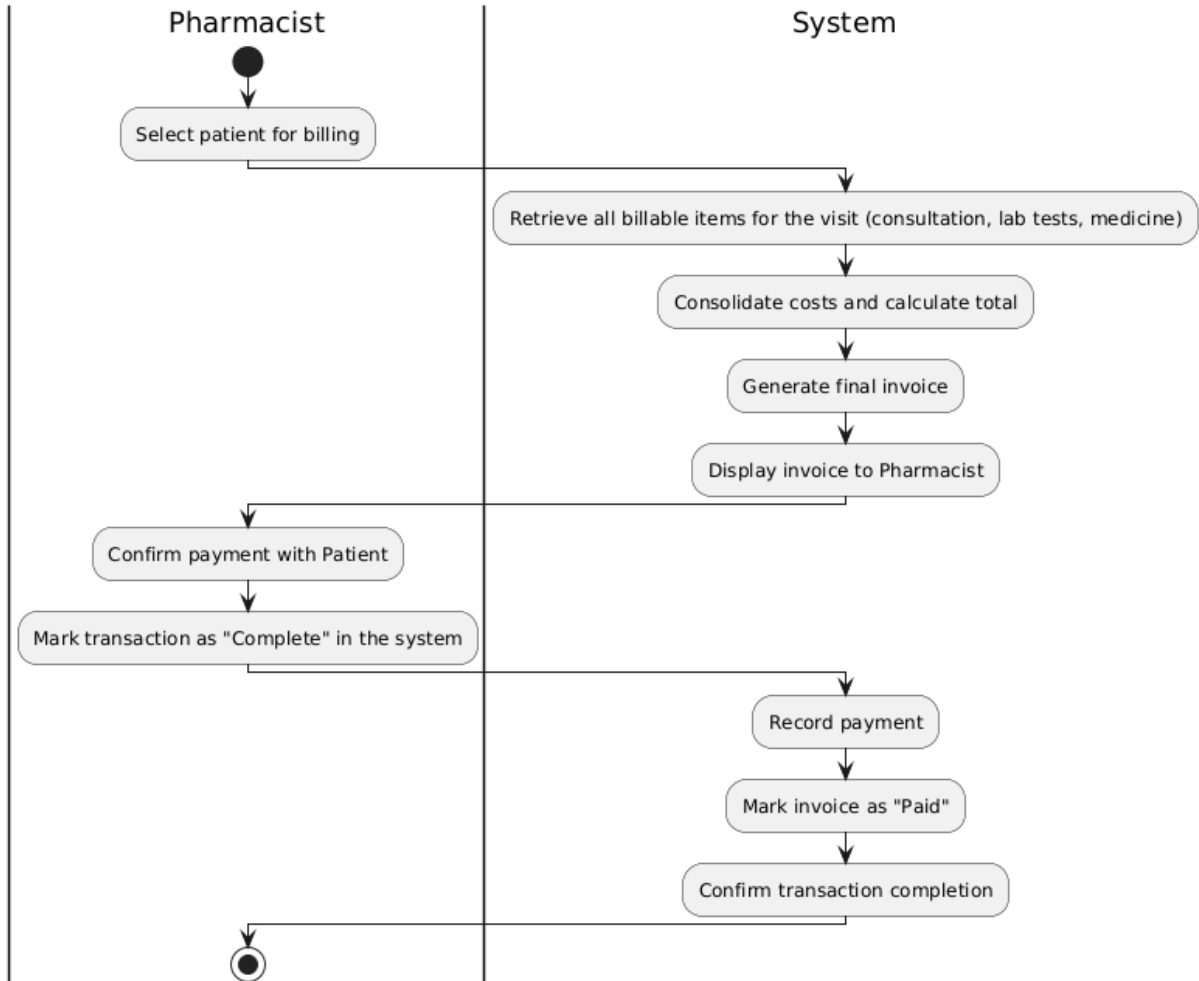 Pharmacist
System
Select patient for billing
Retrieve all billable items for the visit (consultation, lab tests, medicine)
Consolidate costs and calculate total
Generate final invoice
Display invoice to Pharmacist
Confirm payment with Patient
Mark transaction as "Complete" in the system
Record payment
Mark invoice as "Paid"
Confirm transaction completion